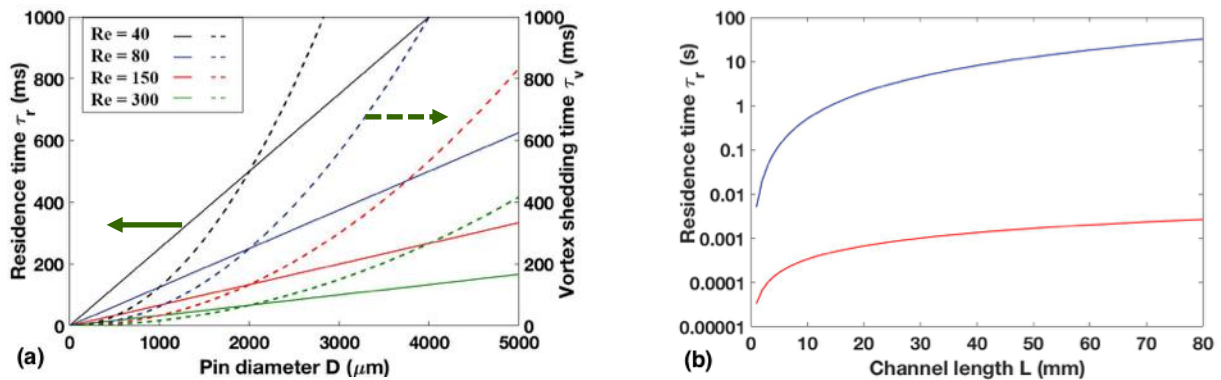 1000
800
600
400
200
0
Residence time τr (ms)
Re = 40
Re = 80
Re = 150
Re = 300
1000
800
600
400
200
0
Vortex shedding time τv (ms)
0 1000 2000 3000 4000 5000
Pin diameter D (μm)
(a)
100
10
1
0.1
0.01
0.001
0.0001
0.00001
Residence time τr (s)
0 10 20 30 40 50 60 70 80
Channel length L (mm)
(b)